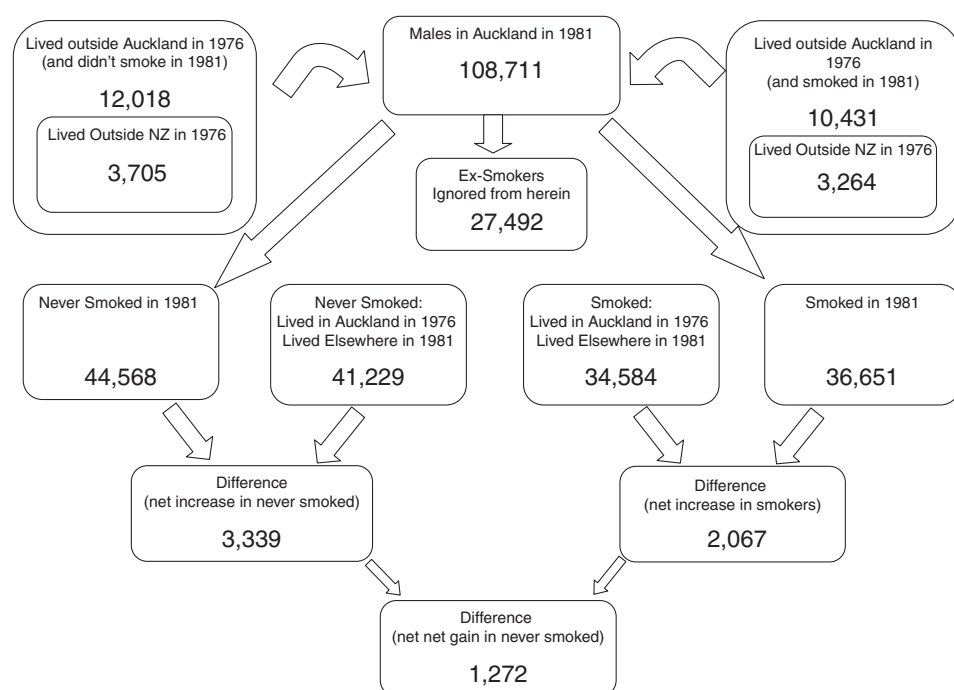 Lived outside Auckland in 1976
(and didn't smoke in 1981)
12,018
Lived Outside NZ in 1976
3,705
Males in Auckland in 1981
108,711
Lived outside Auckland in
1976
(and smoked in 1981)
10,431
Lived Outside NZ in 1976
3,264
Ex-Smokers
Ignored from herein
27,492
Never Smoked in 1981
44,568
Never Smoked:
Lived in Auckland in 1976
Lived Elsewhere in 1981
41,229
Smoked:
Lived in Auckland in 1976
Lived Elsewhere in 1981
34,584
Smoked in 1981
36,651
Difference
(net increase in never smoked)
3,339
Difference
(net increase in smokers)
2,067
Difference
(net net gain in never smoked)
1,272